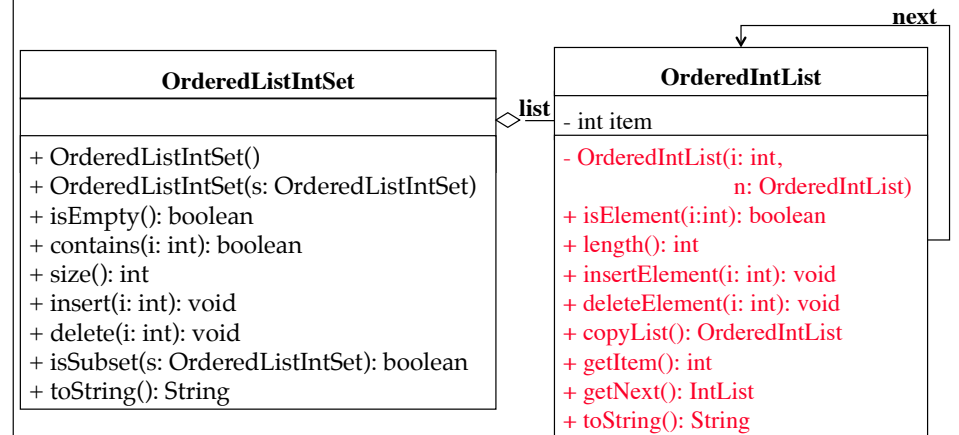 next
OrderedListIntSet
+ OrderedListIntSet()
+ OrderedListIntSet(s: OrderedListIntSet)
+ isEmpty(): boolean
+ contains(i: int): boolean
+ size(): int
+ insert(i: int): void
+ delete(i: int): void
+ isSubset(s: OrderedListIntSet): boolean
+ toString(): String
list
OrderedIntList
- int item
- OrderedIntList(i: int,
n: OrderedIntList)
+ isElement(i:int): boolean
+ length(): int
+ insertElement(i: int): void
+ deleteElement(i: int): void
+ copyList(): OrderedIntList
+ getItem(): int
+ getNext(): IntList
+ toString(): String